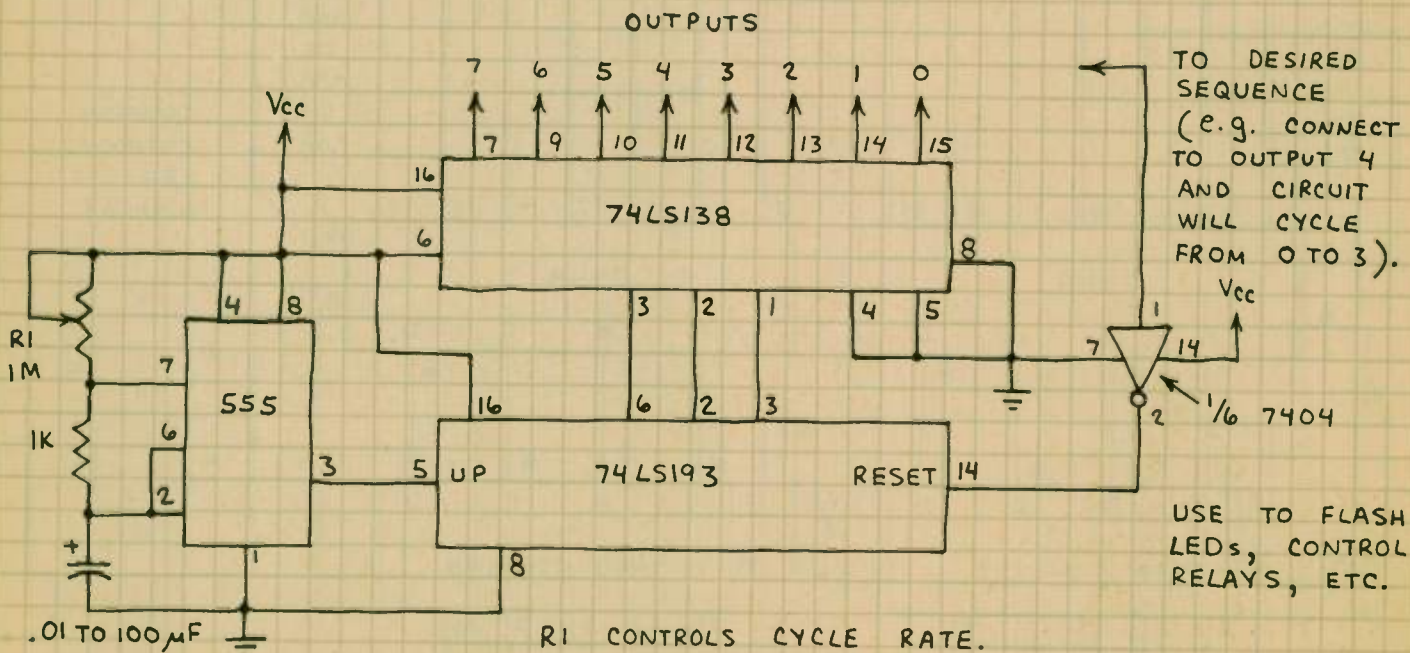 OUTPUTS
7 6 5 4 3 2 1 0
7 9 10 11 12 13 14 15
Vcc
16
74LS138
6
8
3 2 1 4 5
TO DESIRED
SEQUENCE
(e.g. CONNECT
TO OUTPUT 4
AND CIRCUIT
WILL CYCLE
FROM 0 TO 3).
Vcc
1
7
14
2
1/6 7404
R1
1M
1K
4 8
7
555
6
2
3
1
16 6 2 3
5 UP 74LS193 RESET 14
8
+
.01 TO 100µF
R1 CONTROLS CYCLE RATE.
USE TO FLASH
LEDs, CONTROL
RELAYS, ETC.